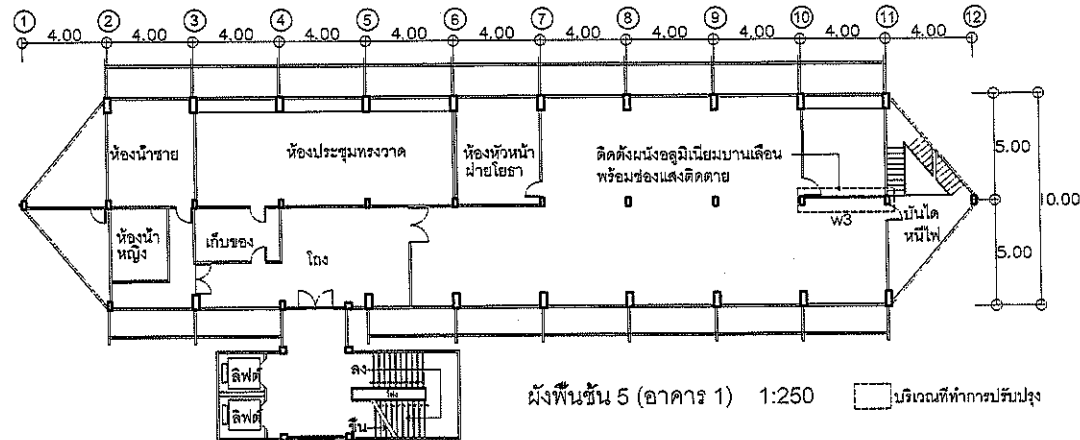 1 2 3 4 5 6 7 8 9 10 11 12
4.00 4.00 4.00 4.00 4.00 4.00 4.00 4.00 4.00 4.00 4.00
ห้องน้ำชาย
ห้องประชุมทรงวาด
ห้องหัวหน้า
ฝ่ายโยธา
ติดตั้งผนังอลูมิเนียมบานเลื่อน
พร้อมช่องแสงติดตาย
5.00
10.00
5.00
w3
บันได
หนีไฟ
ห้องน้ำ
หญิง
เก็บของ
โถง
ลิฟต์
ลิฟต์
ลง
โถง
ขึ้น
ผังพื้นชั้น 5 (อาคาร 1) 1:250
บริเวณที่ทำการปรับปรุง